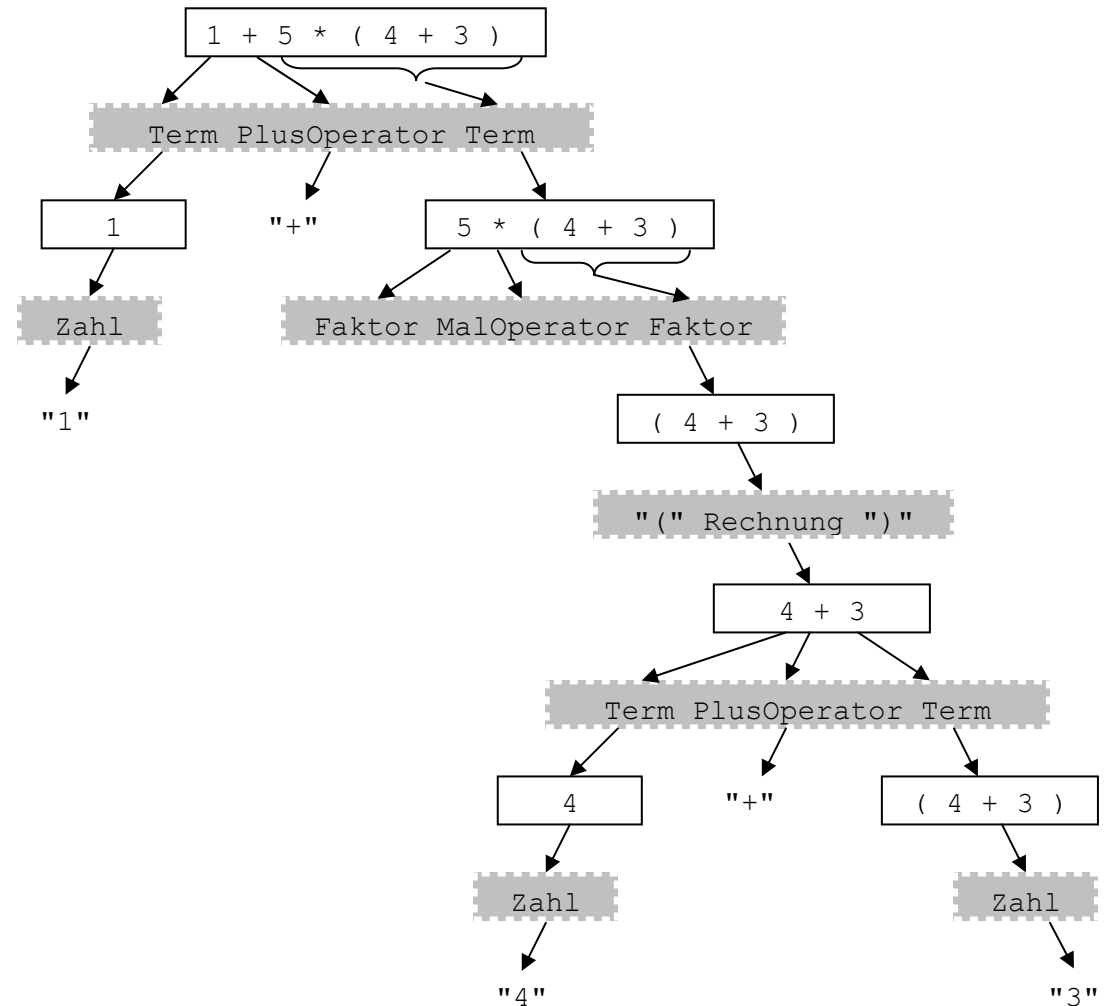 1 + 5 * ( 4 + 3 )
Term PlusOperator Term
1
"+"
5 * ( 4 + 3 )
Zahl
Faktor MalOperator Faktor
"1"
( 4 + 3 )
"(" Rechnung ")"
4 + 3
Term PlusOperator Term
4
"+"
( 4 + 3 )
Zahl
Zahl
"4"
"3"